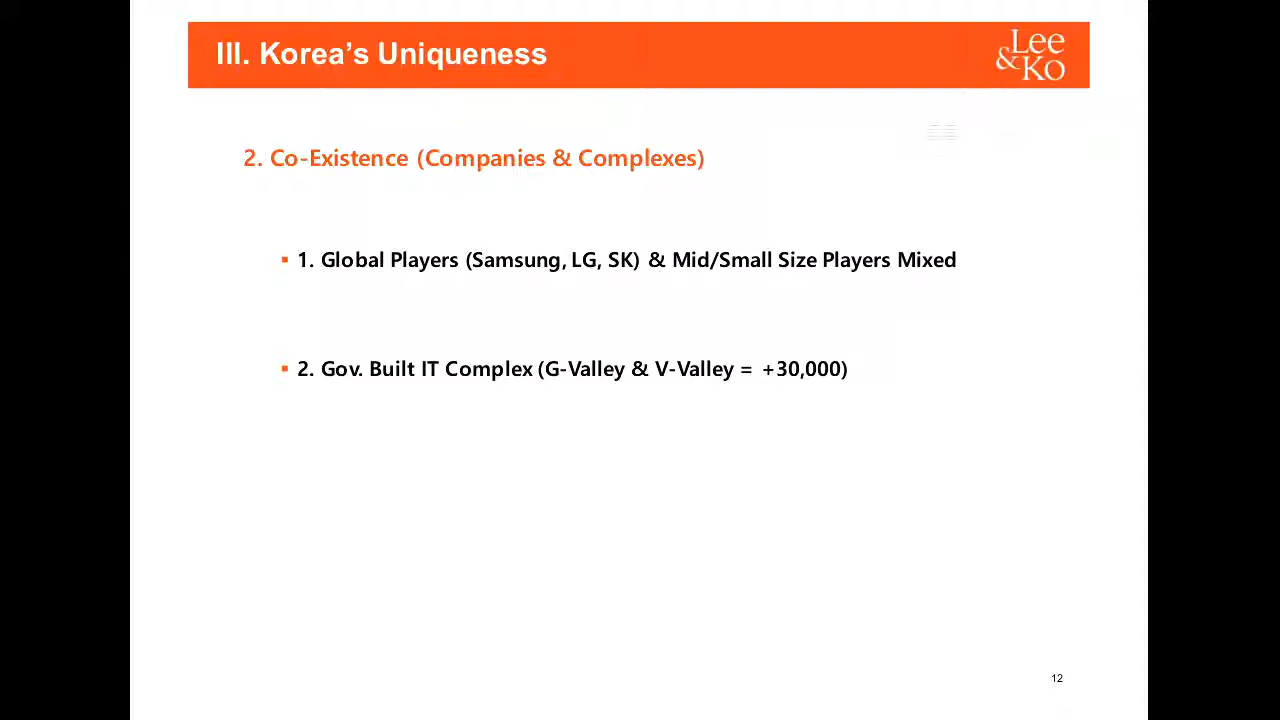 III. Korea’s Uniqueness
Lee
&Ko
2. Co-Existence (Companies & Complexes)
▪ 1. Global Players (Samsung, LG, SK) & Mid/Small Size Players Mixed
▪ 2. Gov. Built IT Complex (G-Valley & V-Valley = +30,000)
12